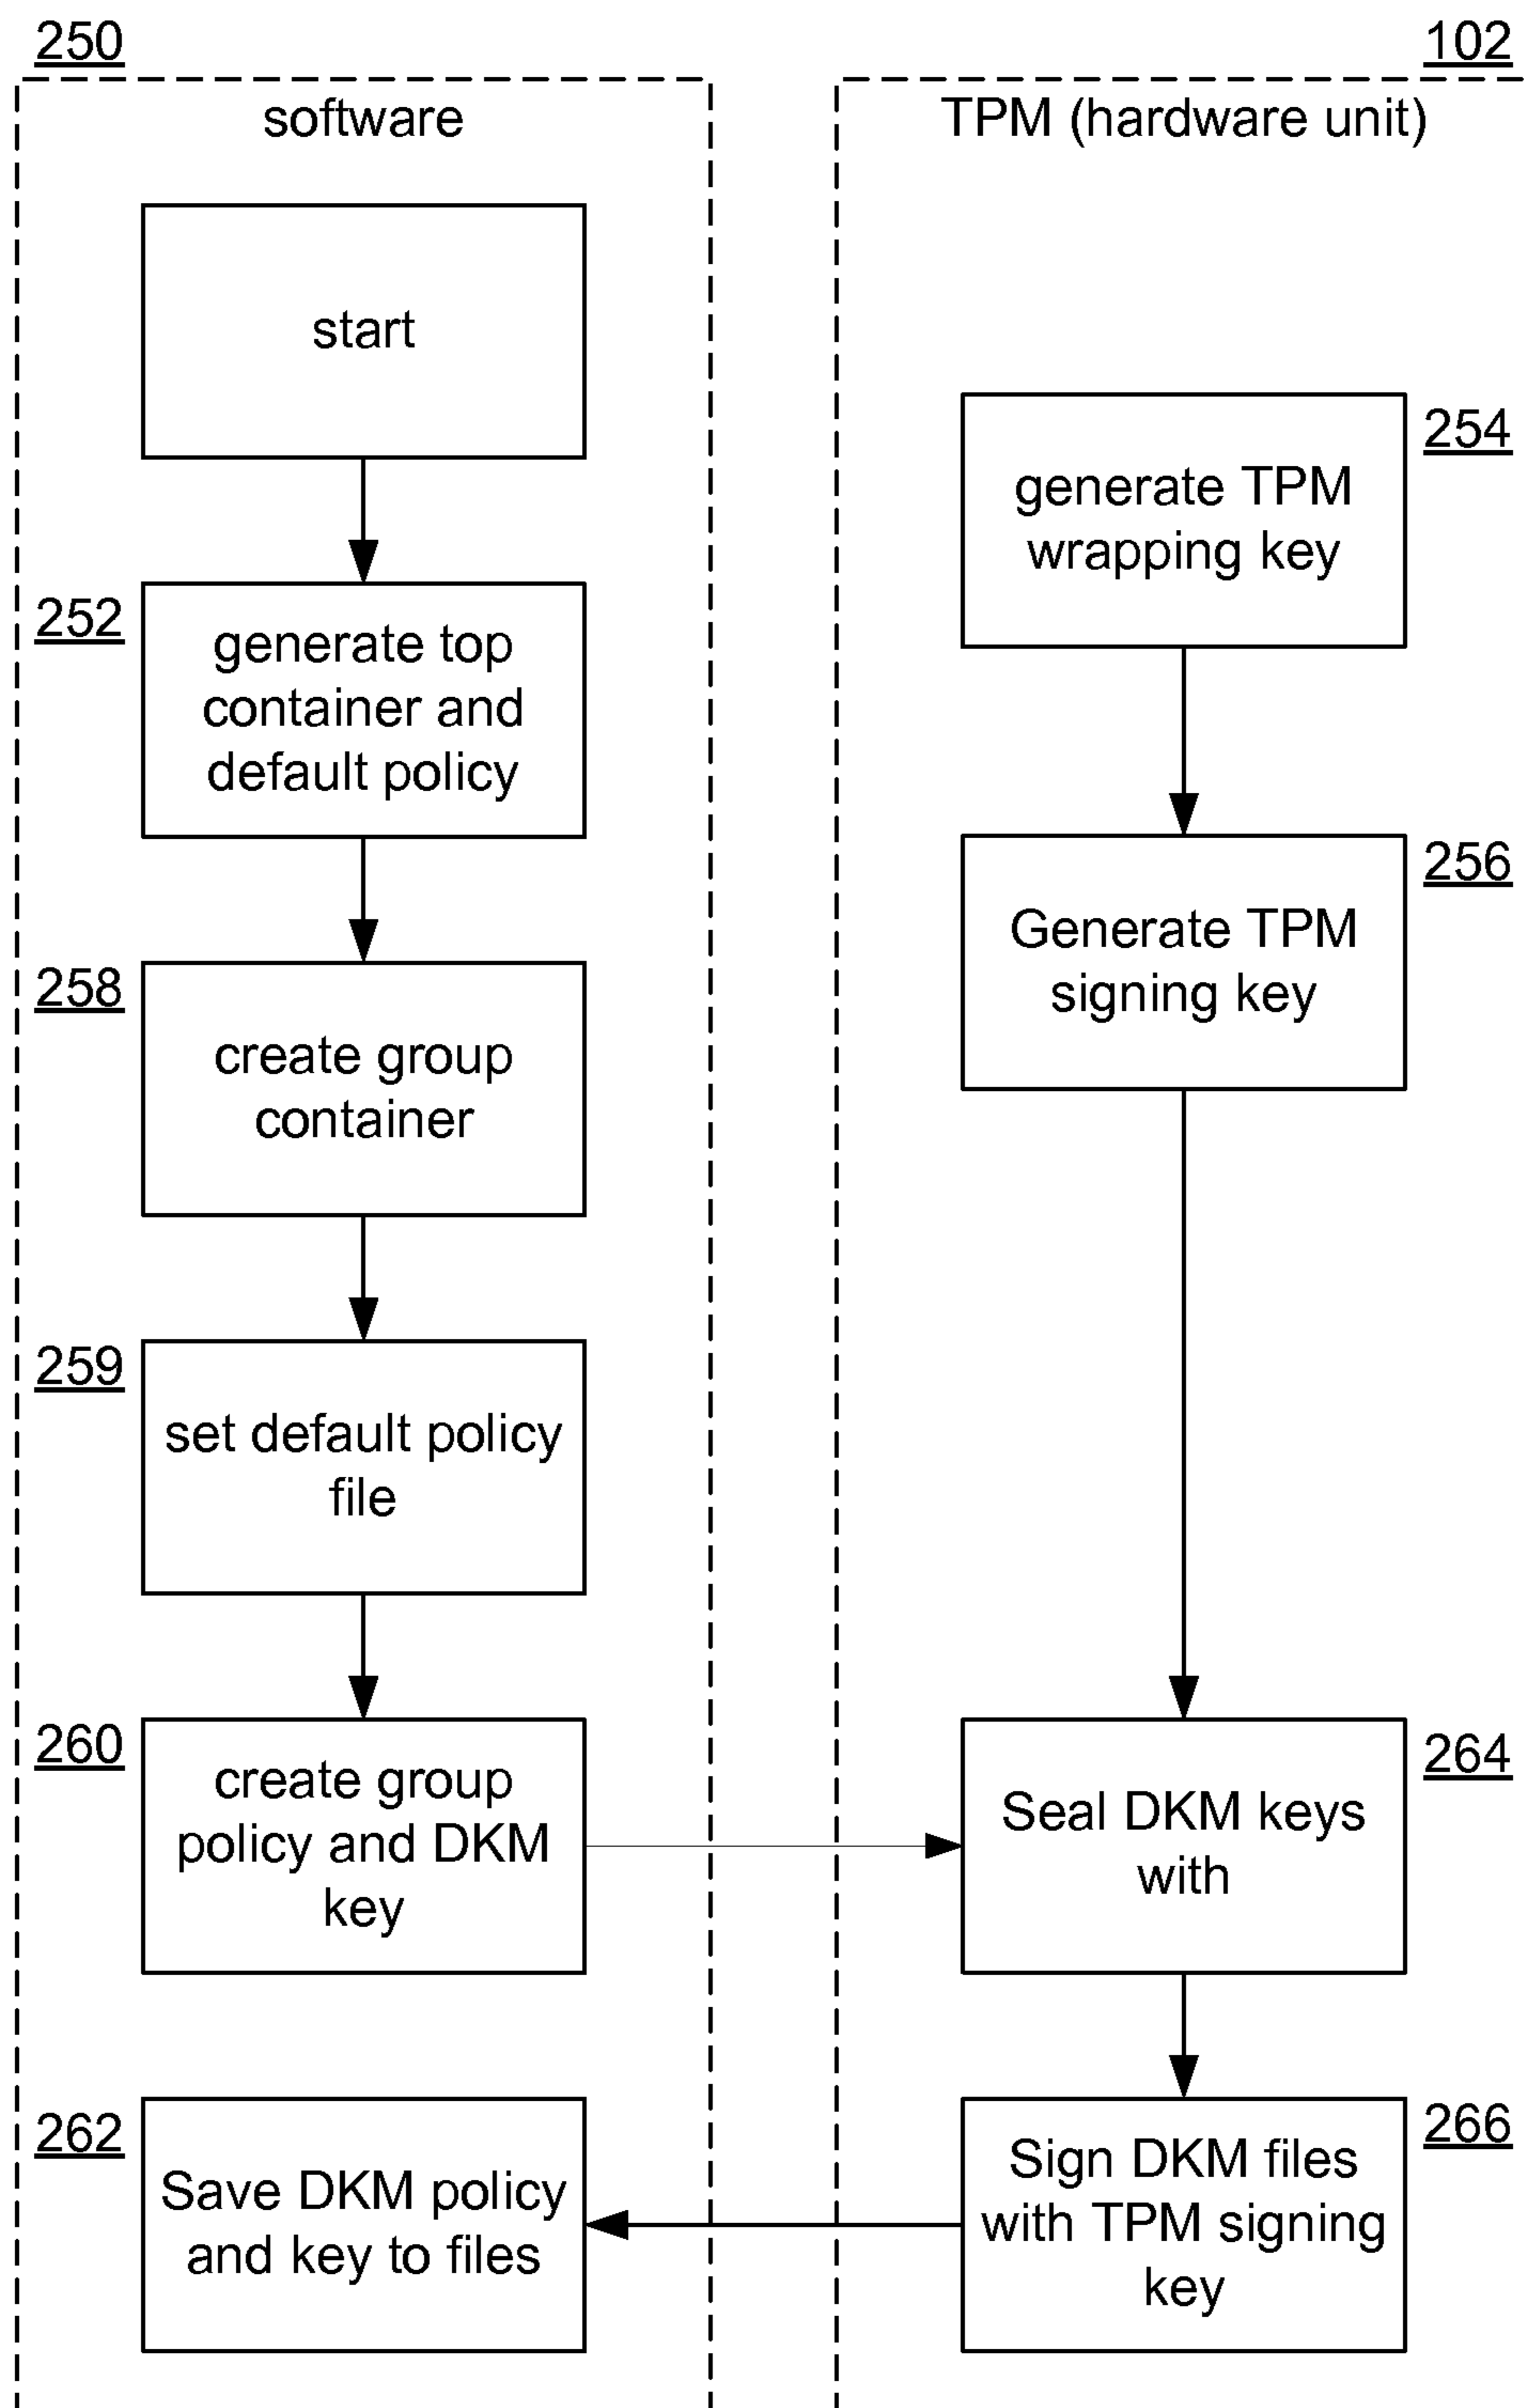 250
102
software
TPM (hardware unit)
start
254
generate TPM
wrapping key
252
generate top
container and
default policy
256
Generate TPM
signing key
258
create group
container
259
set default policy
file
260
create group
policy and DKM
key
264
Seal DKM keys
with
262
Save DKM policy
and key to files
266
Sign DKM files
with TPM signing
key